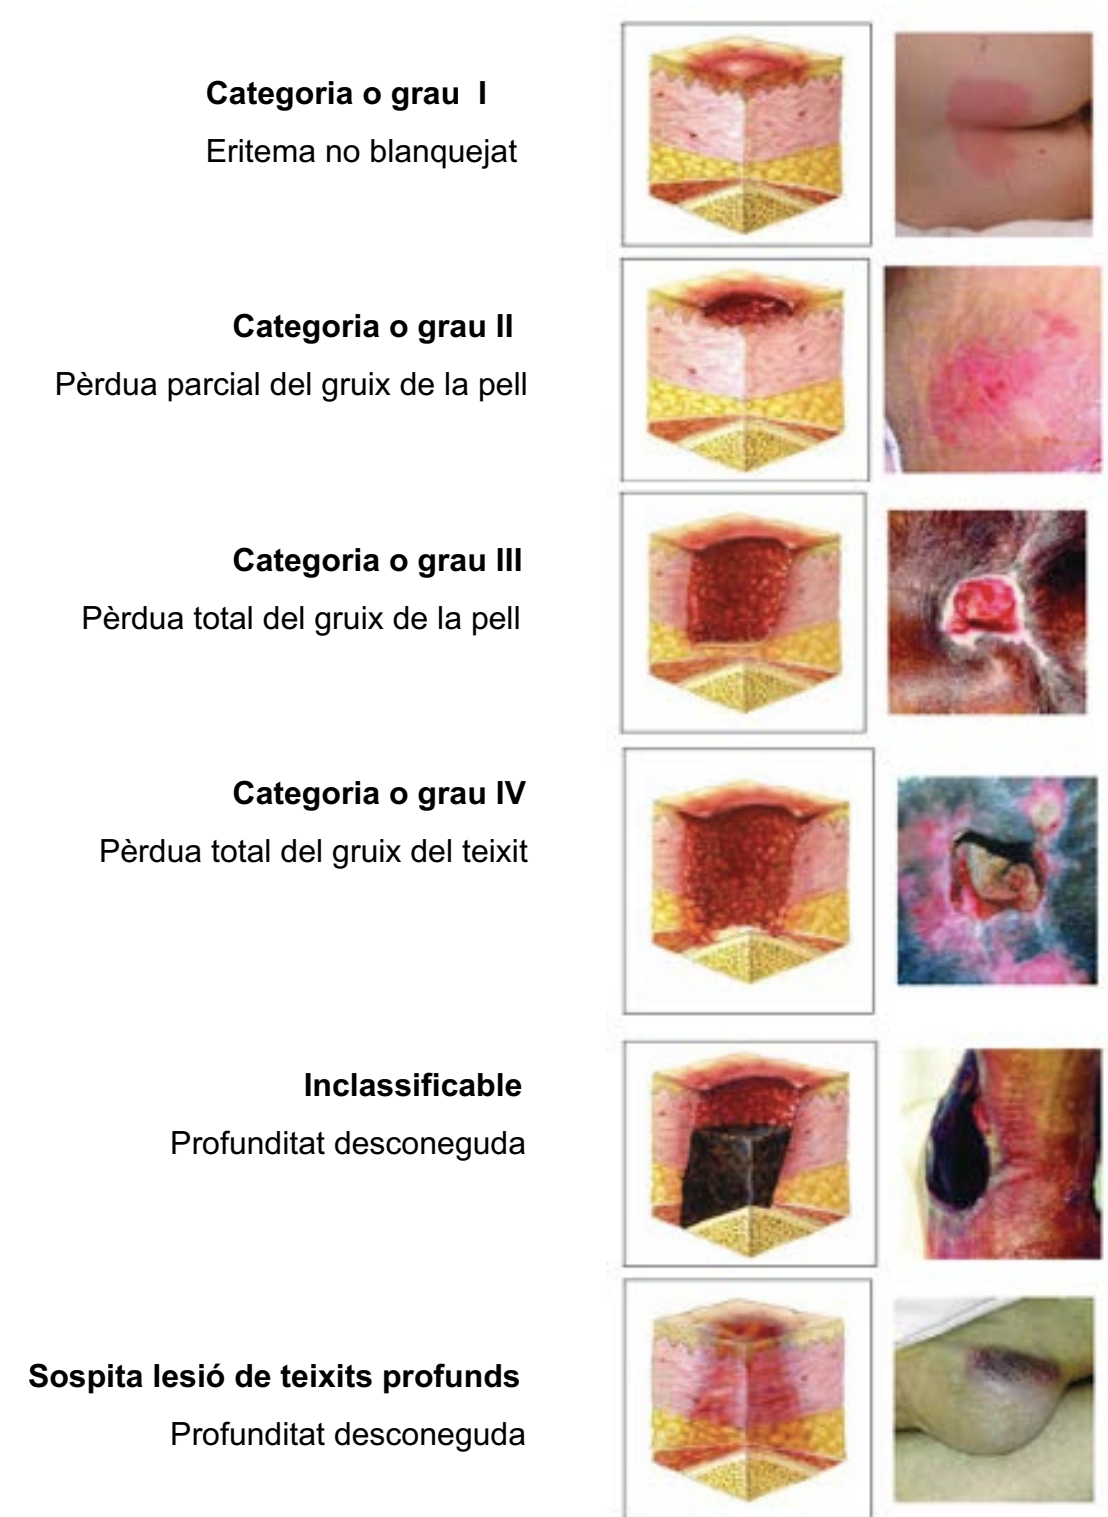 Categoria o grau I
Eritema no blanquejat
Categoria o grau II
Pèrdua parcial del gruix de la pell
Categoria o grau III
Pèrdua total del gruix de la pell
Categoria o grau IV
Pèrdua total del gruix del teixit
Inclassificable
Profunditat desconeguda
Sospita lesió de teixits profunds
Profunditat desconeguda